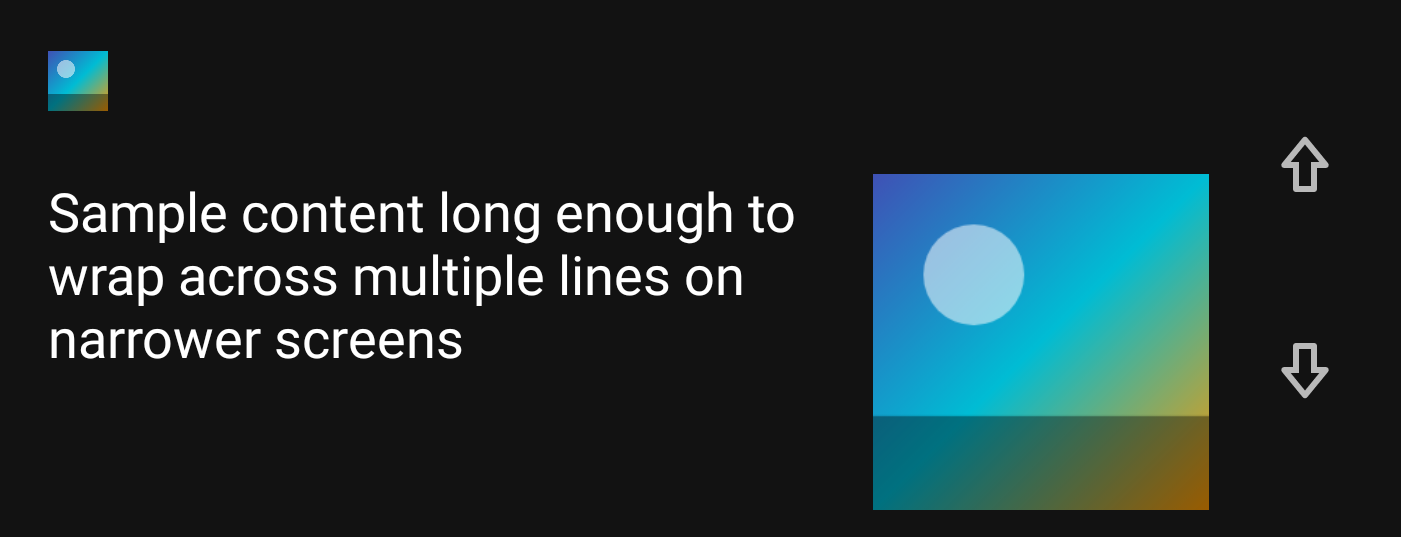 Sample content long enough to
wrap across multiple lines on
narrower screens